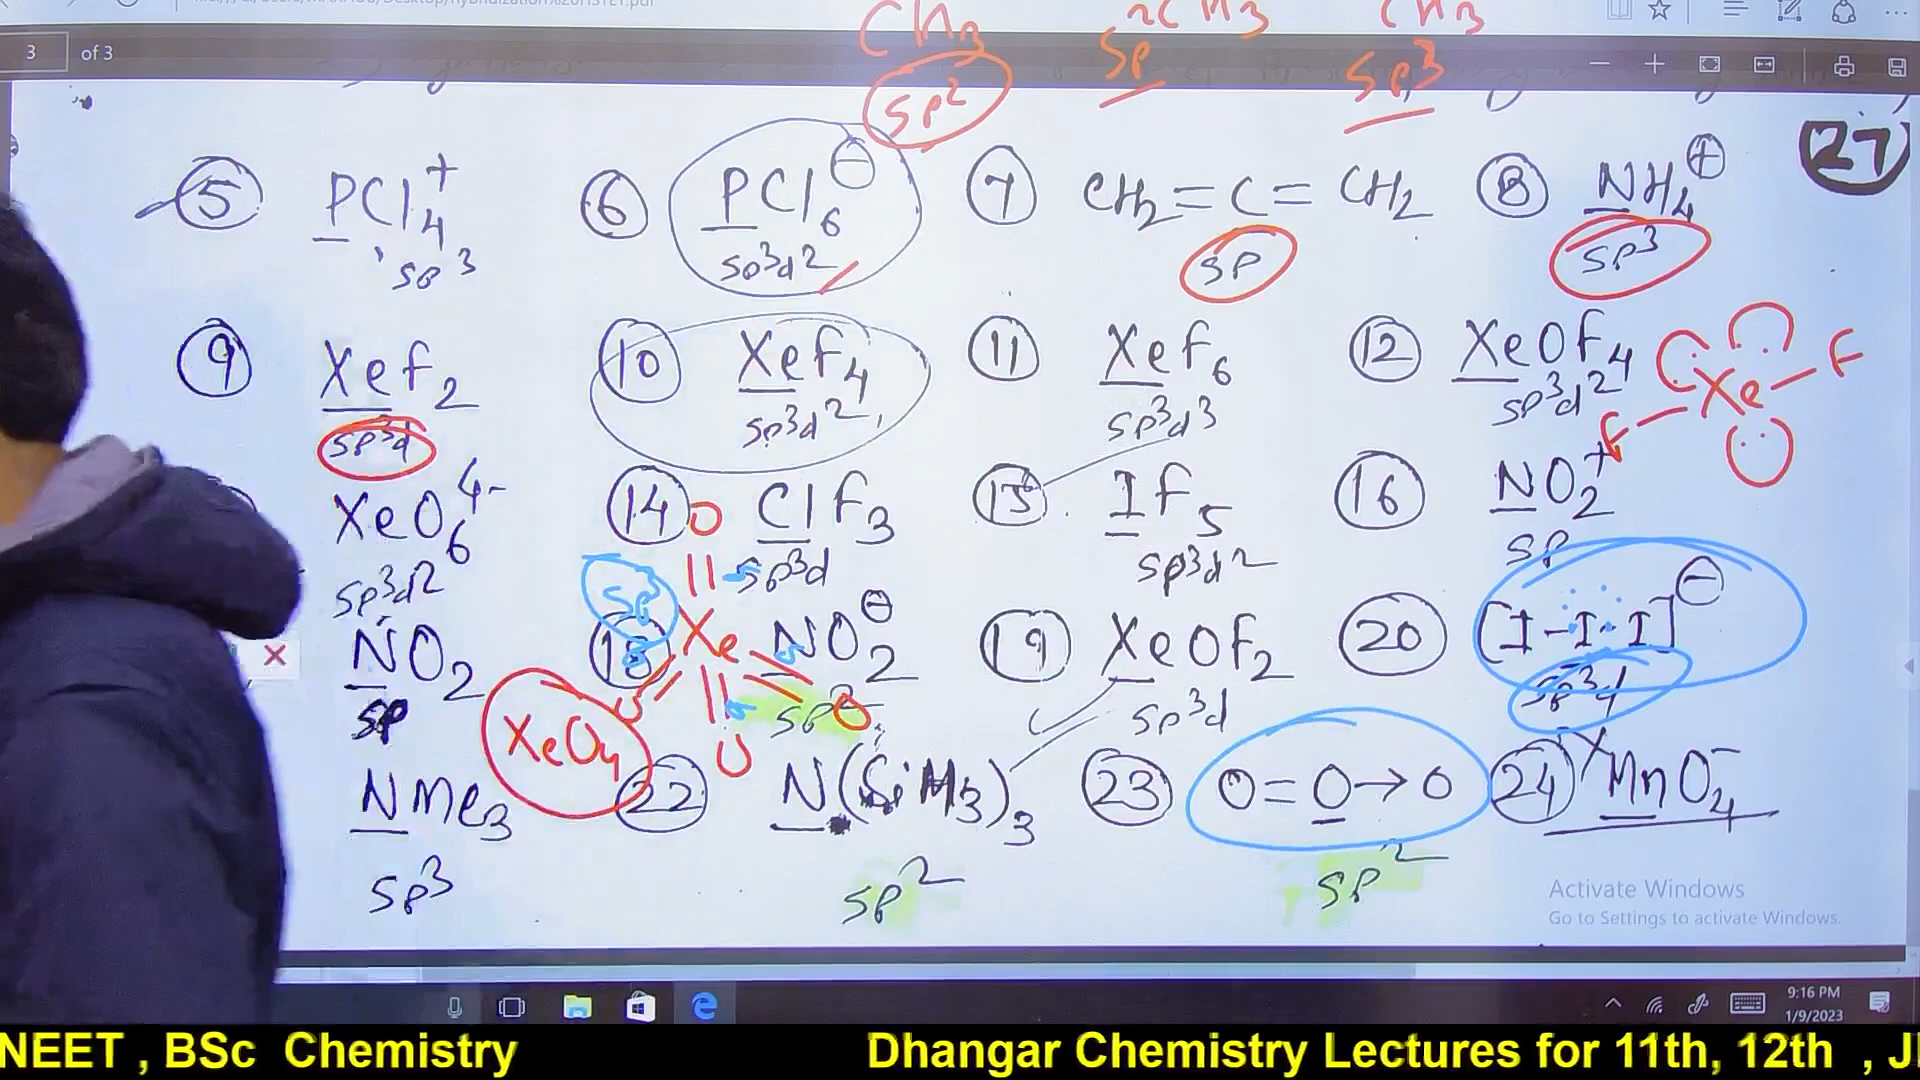 CH3 CH3 CH3
3 of 3
sp2 sp sp3
27
5 PCl4+ 6 PCl6⊖ 7 CH2=C=CH2 8 NH4⊕
sp3 sp3d2 sp sp3
9 XeF2 10 XeF4 11 XeF6 12 XeOF4
sp3d sp3d2 sp3d3 sp3d2
F Xe F
XeO6 4- 14 ClF3 15 IF5 16 NO2+
sp3d2 sp3d sp3d2 sp
O
sp3 Xe
O O
NO2 18 NO2⊖ 19 XeOF2 20 [I-I-I]⊖
sp sp2 sp3d sp3d
XeO4
NMe3 22 N(SiM3)3 23 O=O→O 24 MnO4-
sp3 sp2 sp2
Activate Windows
Go to Settings to activate Windows.
9:16 PM
1/9/2023
NEET , BSc Chemistry Dhangar Chemistry Lectures for 11th, 12th ,